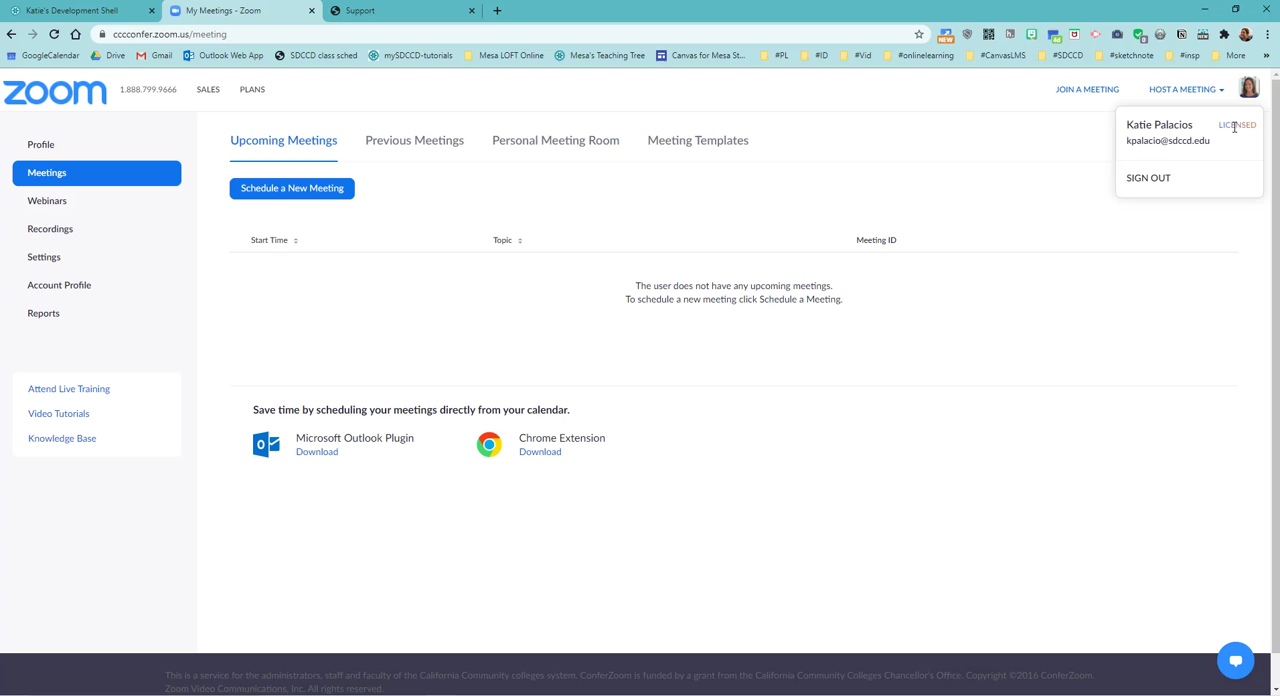 Katie's Development Shell
My Meetings - Zoom
Support
cccconfer.zoom.us/meeting
GoogleCalendar
Drive
Gmail
Outlook Web App
SDCCD class sched
mySDCCD-tutorials
Mesa LOFT Online
Mesa's Teaching Tree
Canvas for Mesa St...
#PL
#ID
#Vid
#onlinelearning
#CanvasLMS
#SDCCD
#sketchnote
#insp
More
NEW
zoom
1.888.799.9666
SALES
PLANS
JOIN A MEETING
HOST A MEETING
Katie Palacios
LICENSED
kpalacio@sdccd.edu
SIGN OUT
Profile
Meetings
Webinars
Recordings
Settings
Account Profile
Reports
Attend Live Training
Video Tutorials
Knowledge Base
Upcoming Meetings
Previous Meetings
Personal Meeting Room
Meeting Templates
Schedule a New Meeting
Start Time
Topic
Meeting ID
The user does not have any upcoming meetings.
To schedule a new meeting click Schedule a Meeting.
Save time by scheduling your meetings directly from your calendar.
Microsoft Outlook Plugin
Download
Chrome Extension
Download
This is a service for the administrators, staff and faculty of the California Community colleges system. ConferZoom is funded by a grant from the California Community Colleges Chancellor's Office. Copyright ©2016 ConferZoom.
Zoom Video Communications, Inc. All rights reserved.